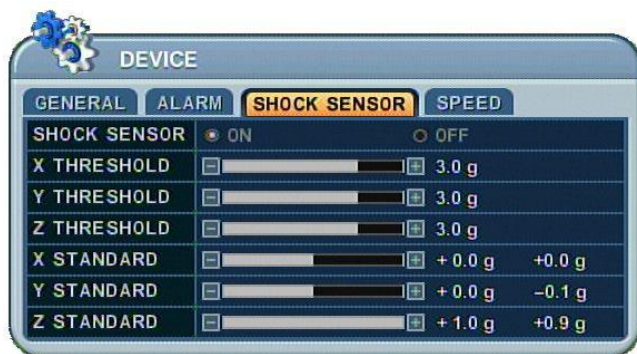 DEVICE
GENERAL ALARM SHOCK SENSOR SPEED
SHOCK SENSOR ON OFF
X THRESHOLD 3.0 g
Y THRESHOLD 3.0 g
Z THRESHOLD 3.0 g
X STANDARD + 0.0 g +0.0 g
Y STANDARD + 0.0 g –0.1 g
Z STANDARD + 1.0 g +0.9 g